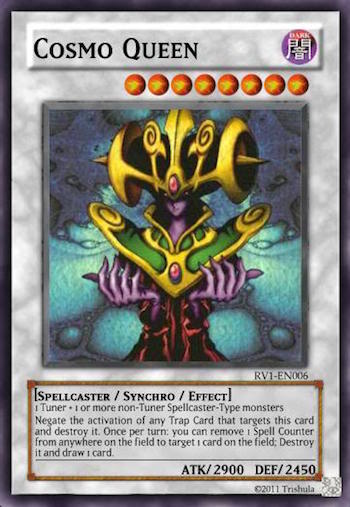 COSMO QUEEN
DARK
闇
RV1-EN006
[SPELLCASTER / SYNCHRO / EFFECT]
1 Tuner + 1 or more non-Tuner Spellcaster-Type monsters
Negate the activation of any Trap Card that targets this card
and destroy it. Once per turn: you can remove 1 Spell Counter
from anywhere on the field to target 1 card on the field; Destroy
it and draw 1 card.
ATK/2900 DEF/2450
©2011 Trishula